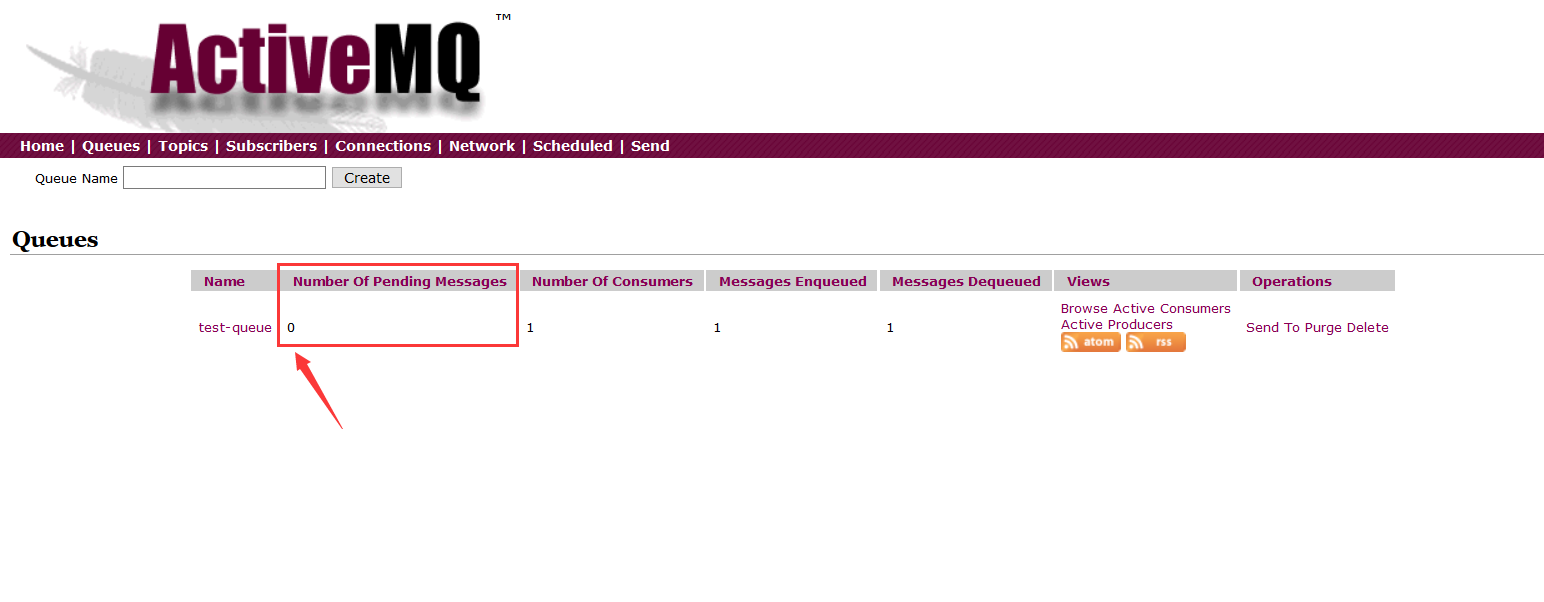 ActiveMQ™
Home | Queues | Topics | Subscribers | Connections | Network | Scheduled | Send
Queue Name Create
Queues
Name Number Of Pending Messages Number Of Consumers Messages Enqueued Messages Dequeued Views Operations
test-queue 0 1 1 1 Browse Active Consumers
Active Producers
atom rss
Send To Purge Delete